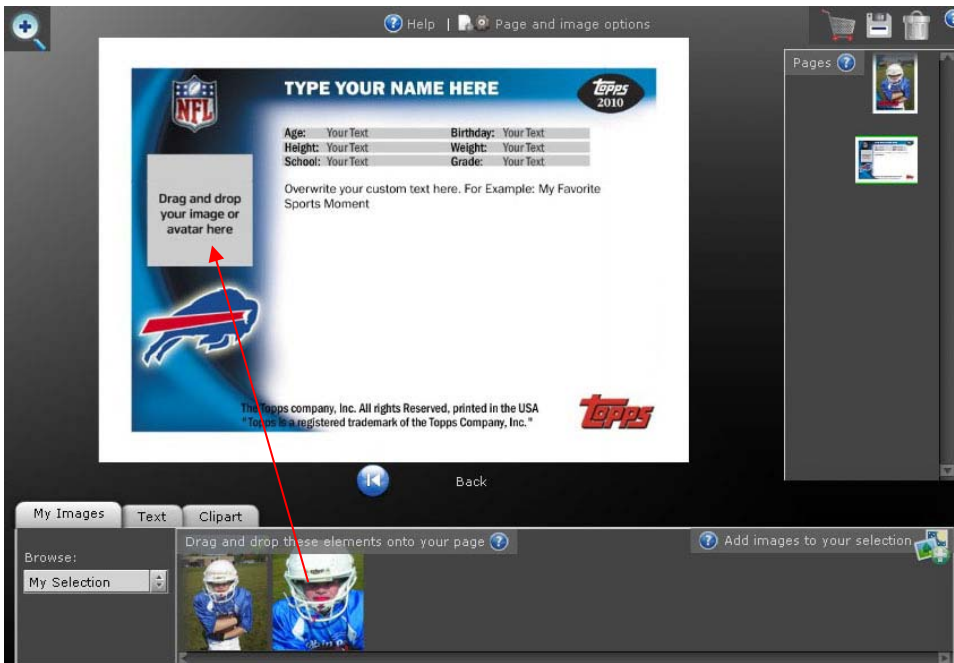 Help | Page and image options
Pages
NFL
TYPE YOUR NAME HERE
Topps
2010
Age: Your Text Birthday: Your Text
Height: Your Text Weight: Your Text
School: Your Text Grade: Your Text
Drag and drop
your image or
avatar here
Overwrite your custom text here. For Example: My Favorite
Sports Moment
The Topps company, Inc. All rights Reserved, printed in the USA
"Topps is a registered trademark of the Topps Company, Inc."
Topps
Back
My Images Text Clipart
Drag and drop these elements onto your page
Add images to your selection
Browse:
My Selection